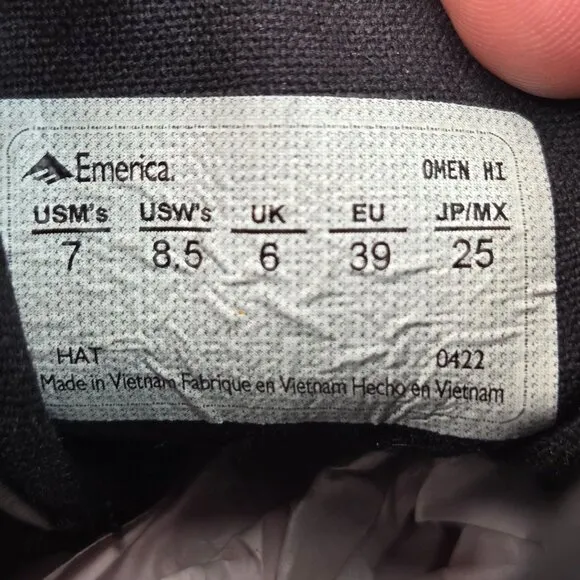 Emerica. OMEN HI
USM's USW's UK EU JP/MX
7 8.5 6 39 25
HAT 0422
Made in Vietnam Fabrique en Vietnam Hecho en Vietnam